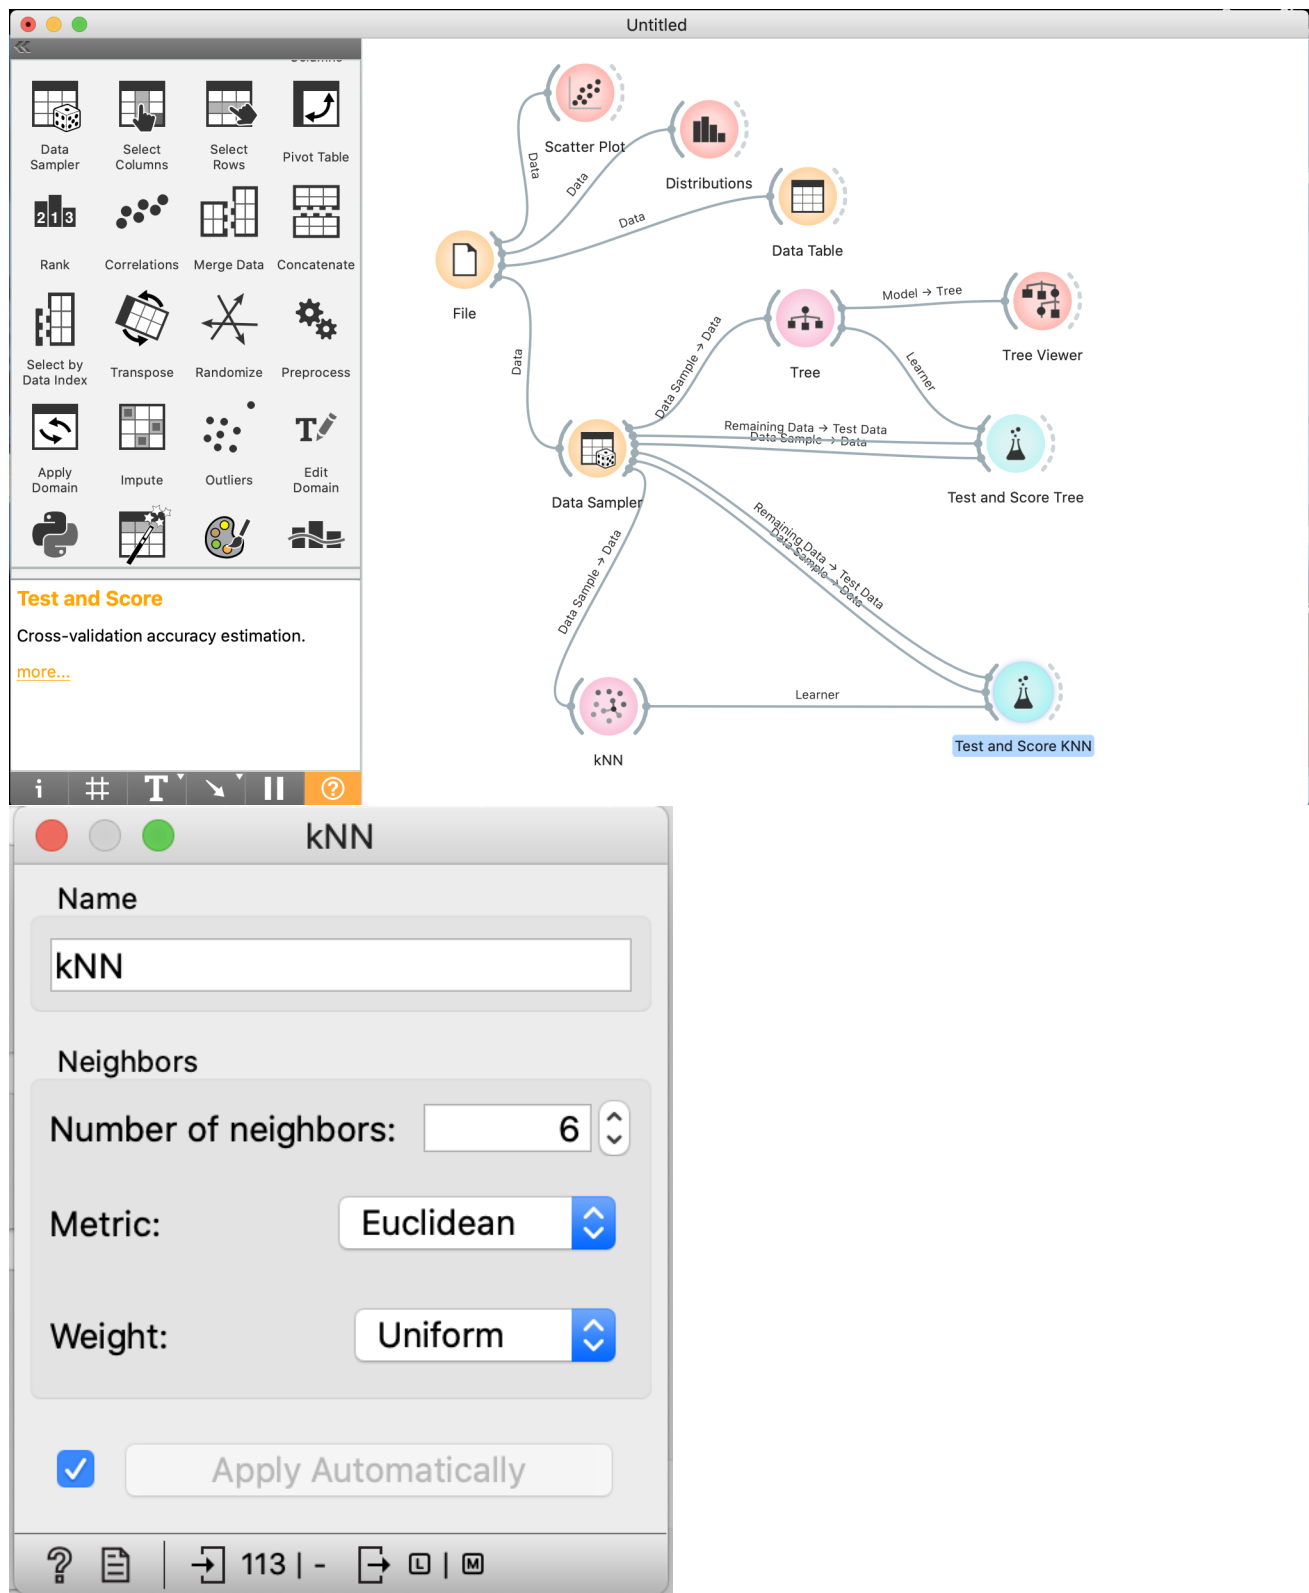 Untitled
Data Sampler
Select Columns
Select Rows
Pivot Table
Rank
Correlations
Merge Data
Concatenate
Select by Data Index
Transpose
Randomize
Preprocess
Apply Domain
Impute
Outliers
Edit Domain
Test and Score
Cross-validation accuracy estimation.
more...
Scatter Plot
Distributions
Data Table
File
Data
Data
Data
Data
Data Sampler
Data Sample → Data
Tree
Model → Tree
Tree Viewer
Learner
Remaining Data → Test Data
Data Sample → Data
Test and Score Tree
Remaining Data → Test Data
Data Sample → Data
Data Sample → Data
kNN
Learner
Test and Score KNN
kNN
Name
kNN
Neighbors
Number of neighbors: 6
Metric: Euclidean
Weight: Uniform
Apply Automatically
? 113 | - L | M